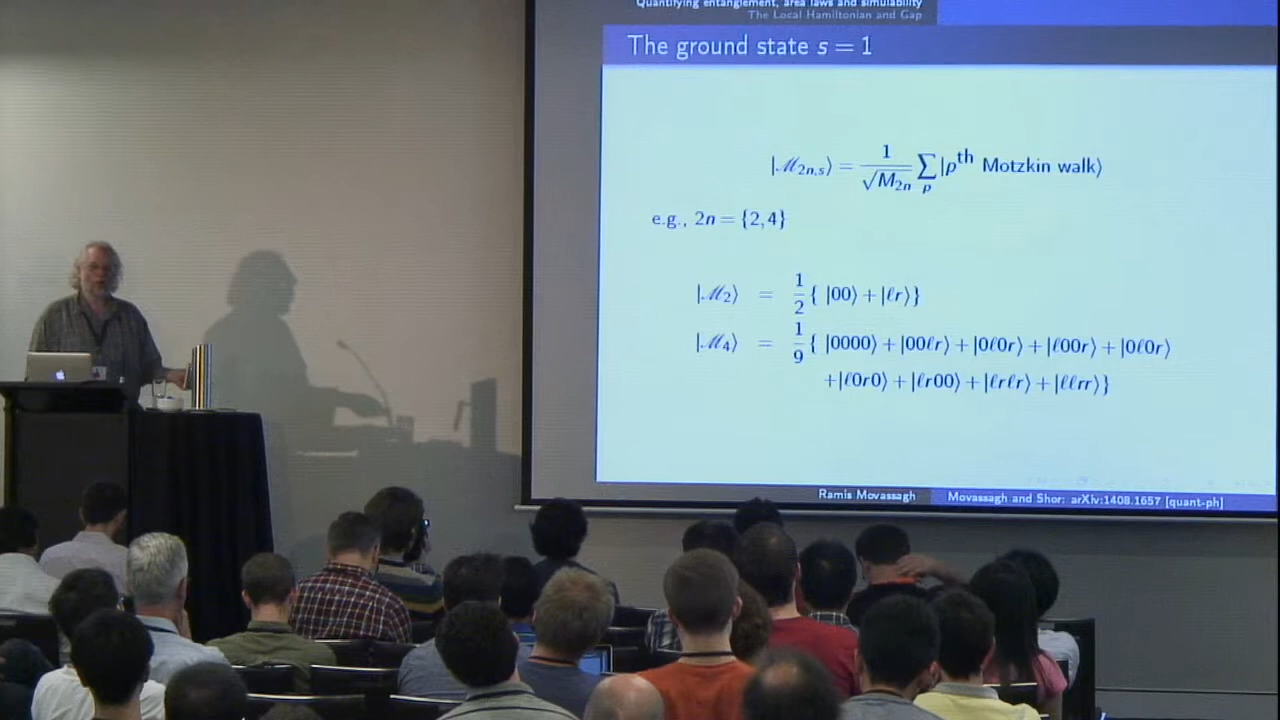 Quantifying entanglement, area laws and simulability
The Local Hamiltonian and Gap
The ground state s = 1
|ℳ₂ₙ,ₛ⟩ = 1/√M₂ₙ ∑ₚ |pᵗʰ Motzkin walk⟩
e.g., 2n = {2,4}
|ℳ₂⟩ = 1/2 { |00⟩ + |ℓr⟩}
|ℳ₄⟩ = 1/9 { |0000⟩ + |00ℓr⟩ + |0ℓ0r⟩ + |ℓ00r⟩ + |0ℓ0r⟩
+|ℓ0r0⟩ + |ℓr00⟩ + |ℓrℓr⟩ + |ℓℓrr⟩}
Ramis Movassagh Movassagh and Shor: arXiv:1408.1657 [quant-ph]